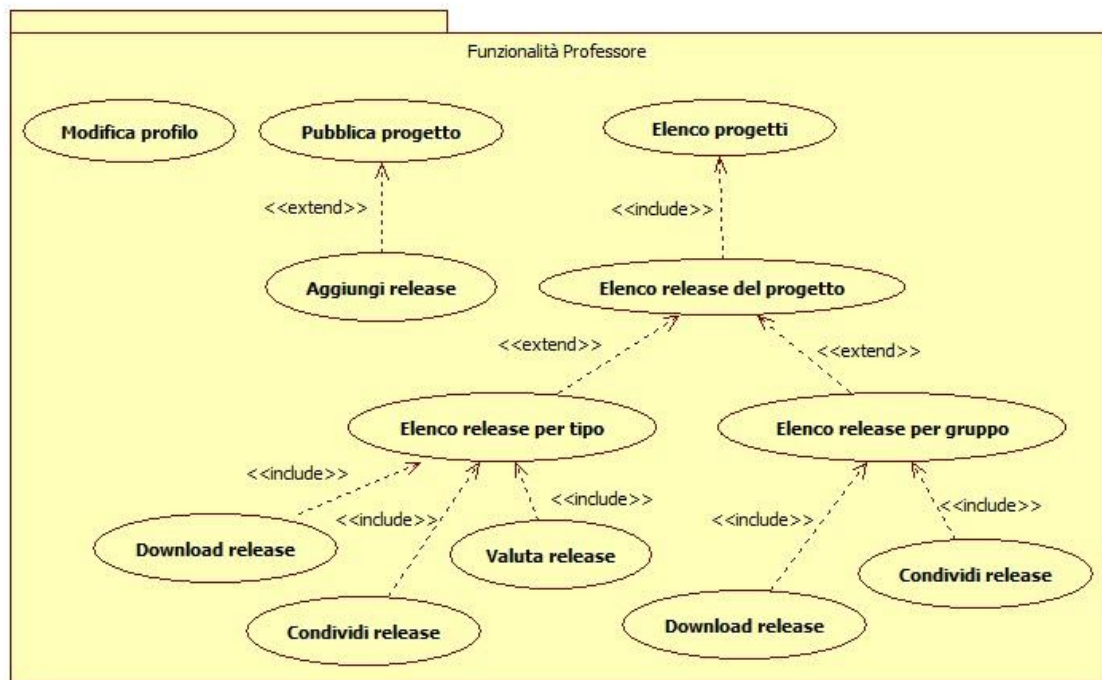 Funzionalità Professore
Modifica profilo
Pubblica progetto
Elenco progetti
<<extend>>
<<include>>
Aggiungi release
Elenco release del progetto
<<extend>>
<<extend>>
Elenco release per tipo
Elenco release per gruppo
<<include>>
<<include>>
<<include>>
<<include>>
<<include>>
Download release
Valuta release
Condividi release
Condividi release
Download release